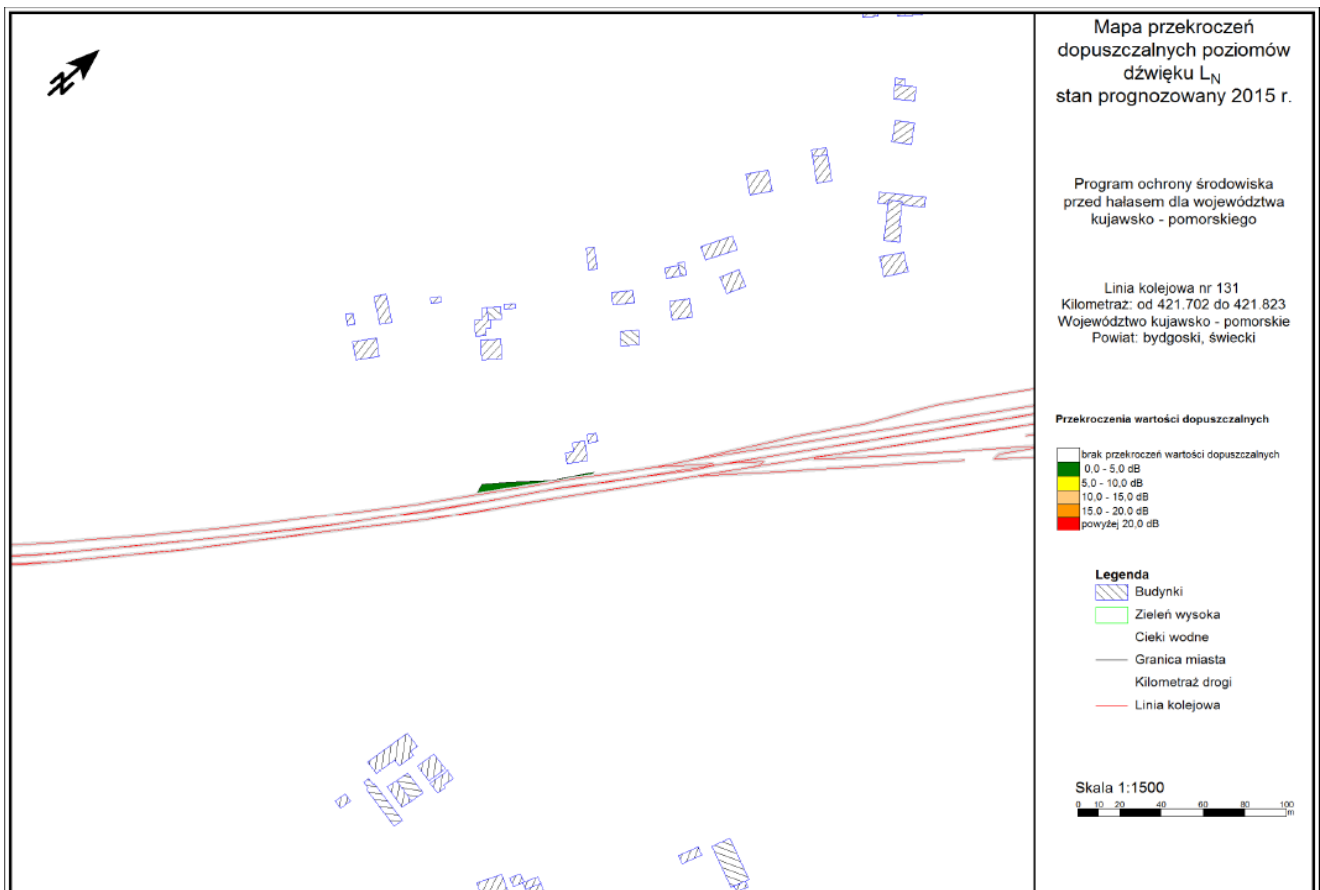 Mapa przekroczeń
dopuszczalnych poziomów
dźwięku LN
stan prognozowany 2015 r.
Program ochrony środowiska
przed hałasem dla województwa
kujawsko - pomorskiego
Linia kolejowa nr 131
Kilometraż: od 421.702 do 421.823
Województwo kujawsko - pomorskie
Powiat: bydgoski, świecki
Przekroczenia wartości dopuszczalnych
brak przekroczeń wartości dopuszczalnych
0,0 - 5,0 dB
5,0 - 10,0 dB
10,0 - 15,0 dB
15,0 - 20.0 dB
powyżej 20,0 dB
Legenda
Budynki
Zieleń wysoka
Cieki wodne
Granica miasta
Kilometraż drogi
Linia kolejowa
Skala 1:1500
0 10 20 40 60 80 100
m
N